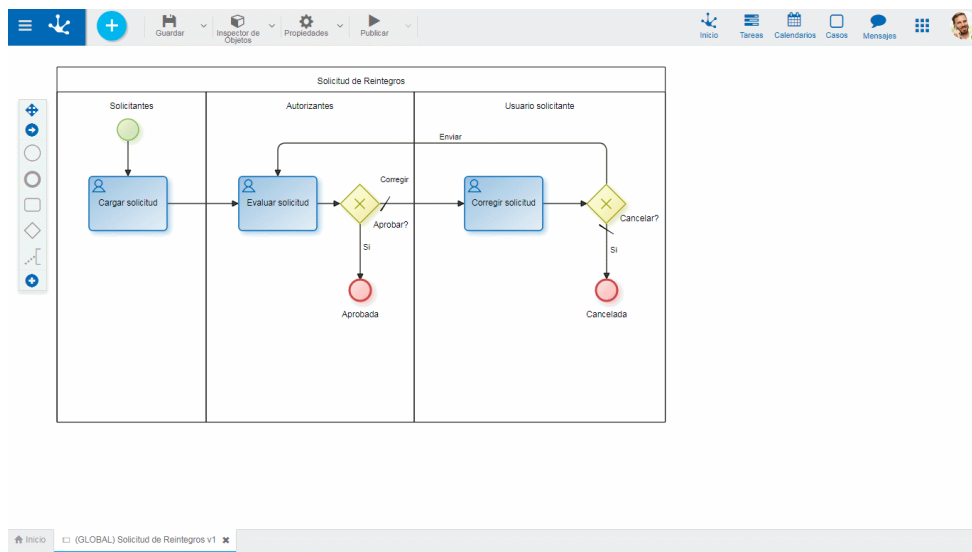 Guardar
Inspector de
Objetos
Propiedades
Publicar
Inicio
Tareas
Calendarios
Casos
Mensajes
Solicitud de Reintegros
Solicitantes
Autorizantes
Usuario solicitante
Enviar
Corregir
Cargar solicitud
Evaluar solicitud
Corregir solicitud
Aprobar?
Cancelar?
Si
Si
Aprobada
Cancelada
Inicio
(GLOBAL) Solicitud de Reintegros v1